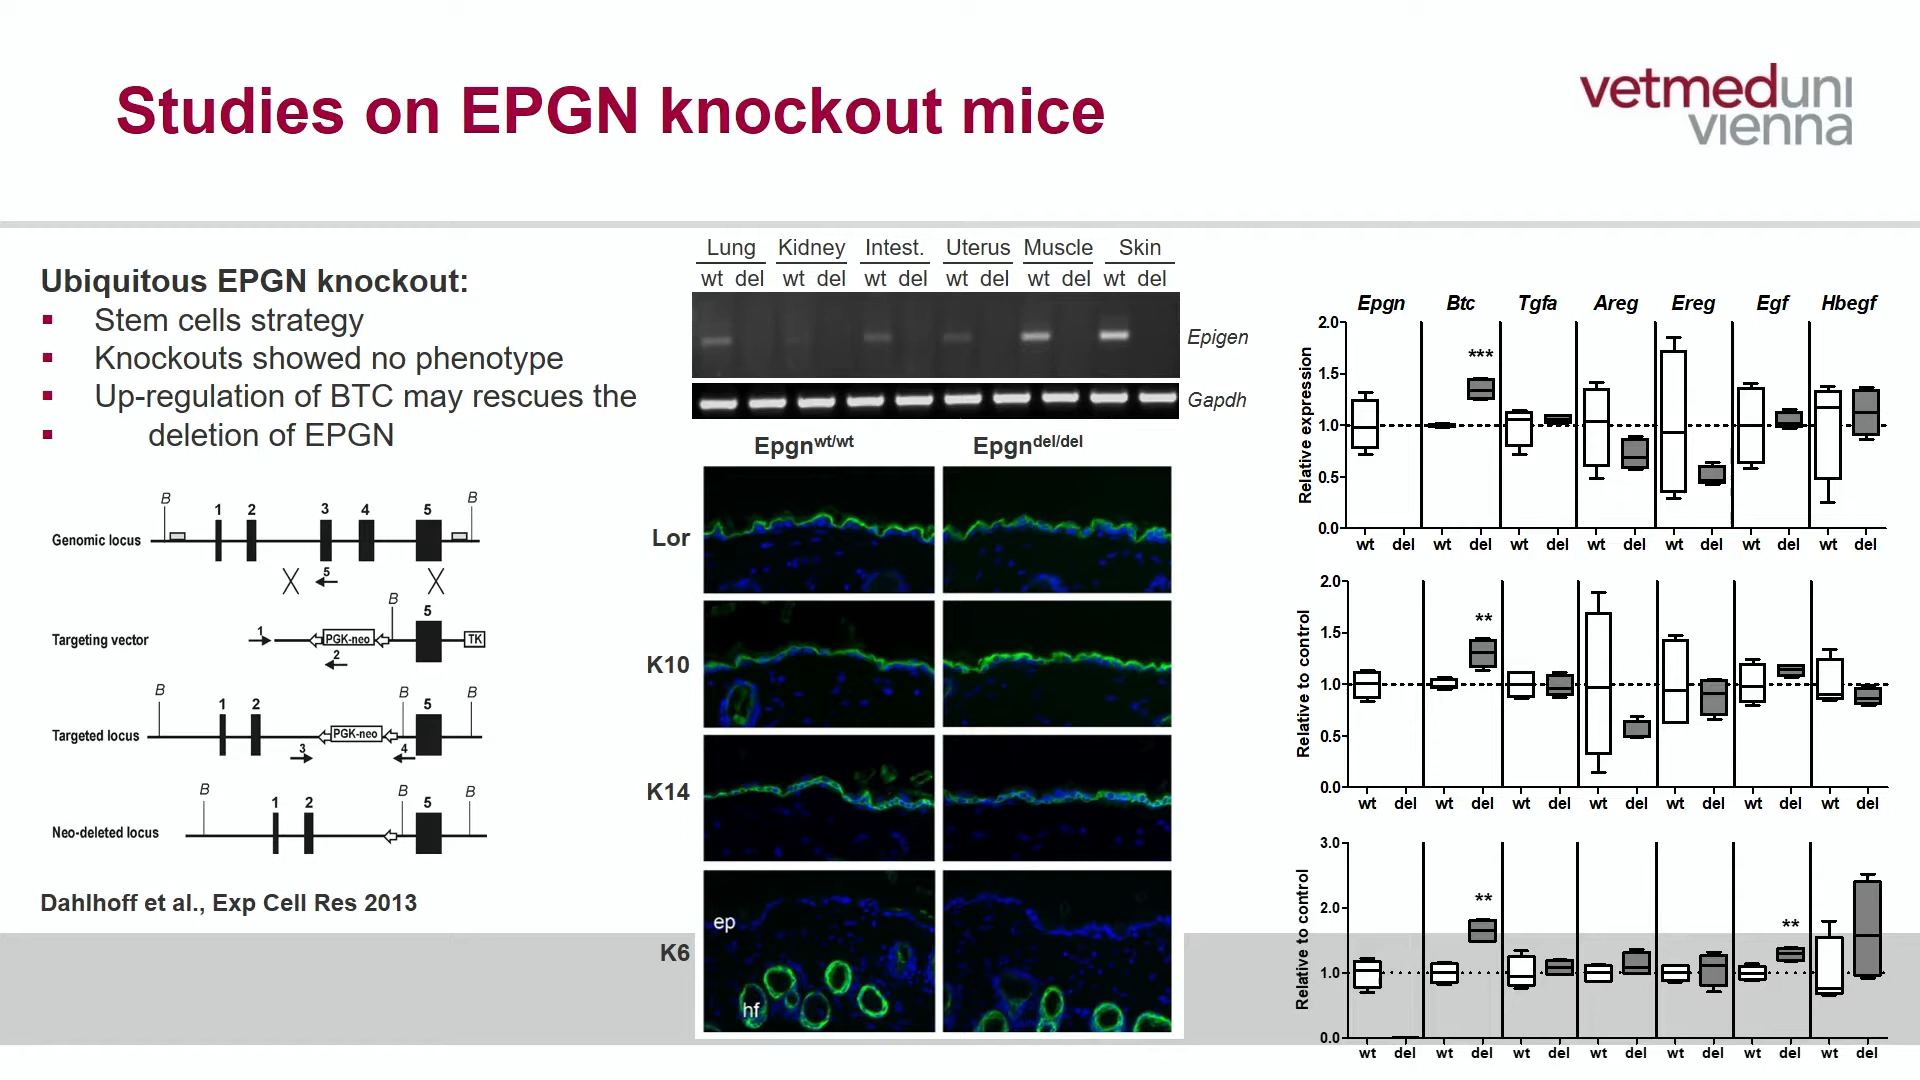 Studies on EPGN knockout mice
vetmeduni
vienna
Ubiquitous EPGN knockout:
▪ Stem cells strategy
▪ Knockouts showed no phenotype
▪ Up-regulation of BTC may rescues the
▪ deletion of EPGN
B B
1 2 3 4 5
Genomic locus
5
B
5
Targeting vector
1 PGK-neo TK
2
B B B
1 2 5
Targeted locus
PGK-neo
3 4
B B B
1 2 5
Neo-deleted locus
Dahlhoff et al., Exp Cell Res 2013
Lung Kidney Intest. Uterus Muscle Skin
wt del wt del wt del wt del wt del wt del
Epigen
Gapdh
Epgnwt/wt Epgndel/del
Lor
K10
K14
K6
ep
hf
Epgn Btc Tgfa Areg Ereg Egf Hbegf
Relative expression
2.0
1.5
1.0
0.5
0.0
***
wt del wt del wt del wt del wt del wt del wt del
Relative to control
2.0
1.5
1.0
0.5
0.0
**
wt del wt del wt del wt del wt del wt del wt del
Relative to control
3.0
2.0
1.0
0.0
** **
wt del wt del wt del wt del wt del wt del wt del